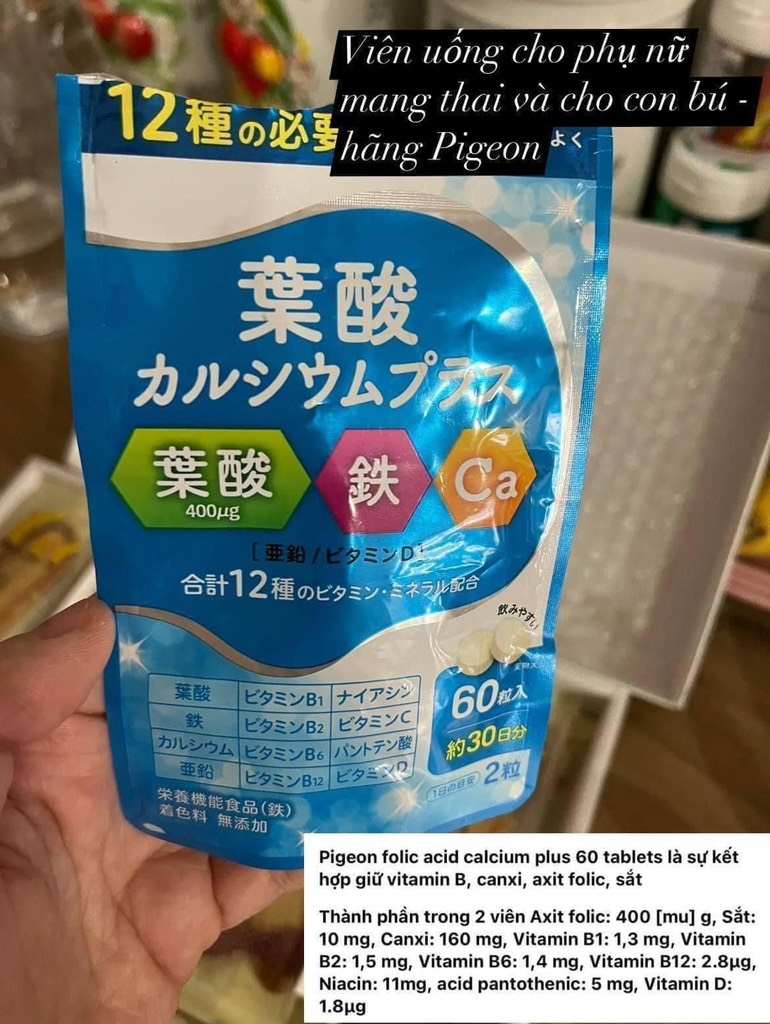 Viên uống cho phụ nữ
mang thai và cho con bú -
hãng Pigeon
12種の必要
よく
葉酸
カルシウムプラス
葉酸 鉄 Ca
400μg
[亜鉛/ビタミンD]
合計12種のビタミン・ミネラル配合
飲みやすい
実物大
60粒入
約30日分
1日の目安 2粒
葉酸 ビタミンB1 ナイアシン
鉄 ビタミンB2 ビタミンC
カルシウム ビタミンB6 パントテン酸
亜鉛 ビタミンB12 ビタミンD
栄養機能食品(鉄)
着色料 無添加
Pigeon folic acid calcium plus 60 tablets là sự kết
hợp giữ vitamin B, canxi, axit folic, sắt
Thành phần trong 2 viên Axit folic: 400 [mu] g, Sắt:
10 mg, Canxi: 160 mg, Vitamin B1: 1,3 mg, Vitamin
B2: 1,5 mg, Vitamin B6: 1,4 mg, Vitamin B12: 2.8μg,
Niacin: 11mg, acid pantothenic: 5 mg, Vitamin D:
1.8μg